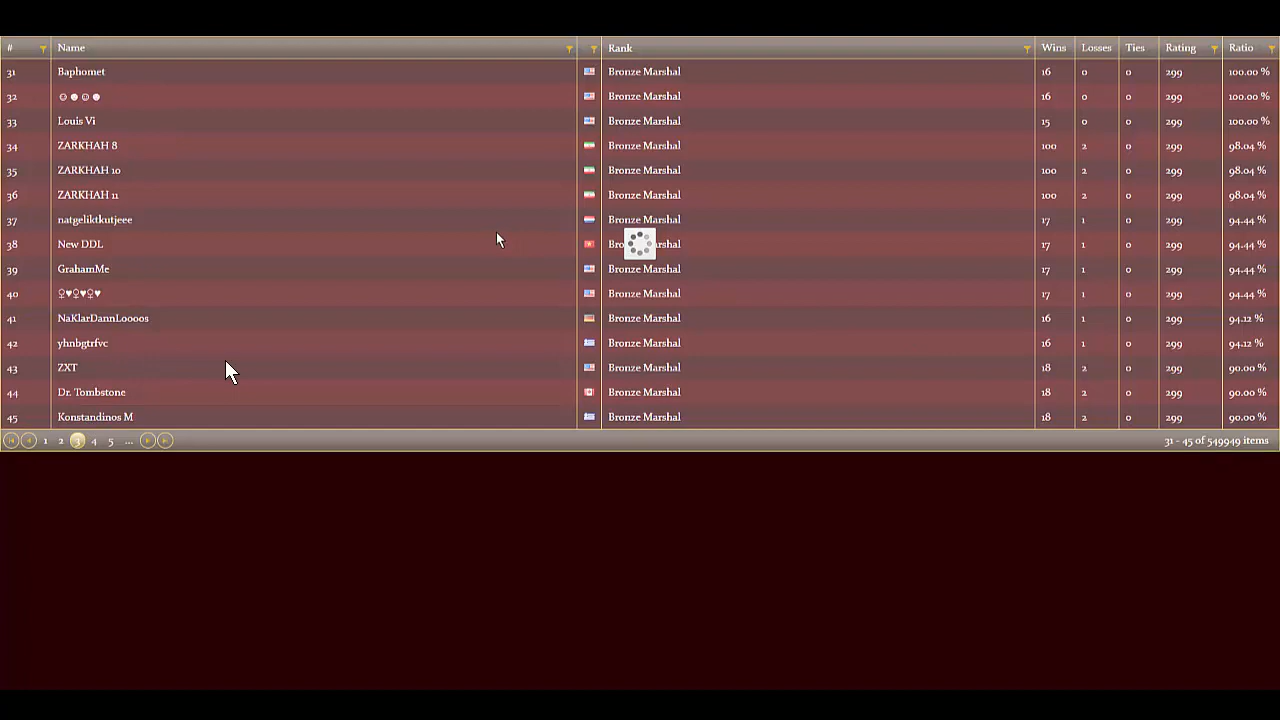 # Name Rank Wins Losses Ties Rating Ratio
31 Baphomet Bronze Marshal 16 0 0 299 100.00 %
32 ☺☻☺☻ Bronze Marshal 16 0 0 299 100.00 %
33 Louis Vi Bronze Marshal 15 0 0 299 100.00 %
34 ZARKHAH 8 Bronze Marshal 100 2 0 299 98.04 %
35 ZARKHAH 10 Bronze Marshal 100 2 0 299 98.04 %
36 ZARKHAH 11 Bronze Marshal 100 2 0 299 98.04 %
37 natgeliktkutjeee Bronze Marshal 17 1 0 299 94.44 %
38 New DDL Marshal 17 1 0 299 94.44 %
39 GrahamMe Bronze Marshal 17 1 0 299 94.44 %
40 ♀♥♀♥♀♥ Bronze Marshal 17 1 0 299 94.44 %
41 NaKlarDannLoooos Bronze Marshal 16 1 0 299 94.12 %
42 yhnbgtrfvc Bronze Marshal 16 1 0 299 94.12 %
43 ZXT Bronze Marshal 18 2 0 299 90.00 %
44 Dr. Tombstone Bronze Marshal 18 2 0 299 90.00 %
45 Konstandinos M Bronze Marshal 18 2 0 299 90.00 %
1 2 3 4 5 ... 31 - 45 of 549949 items